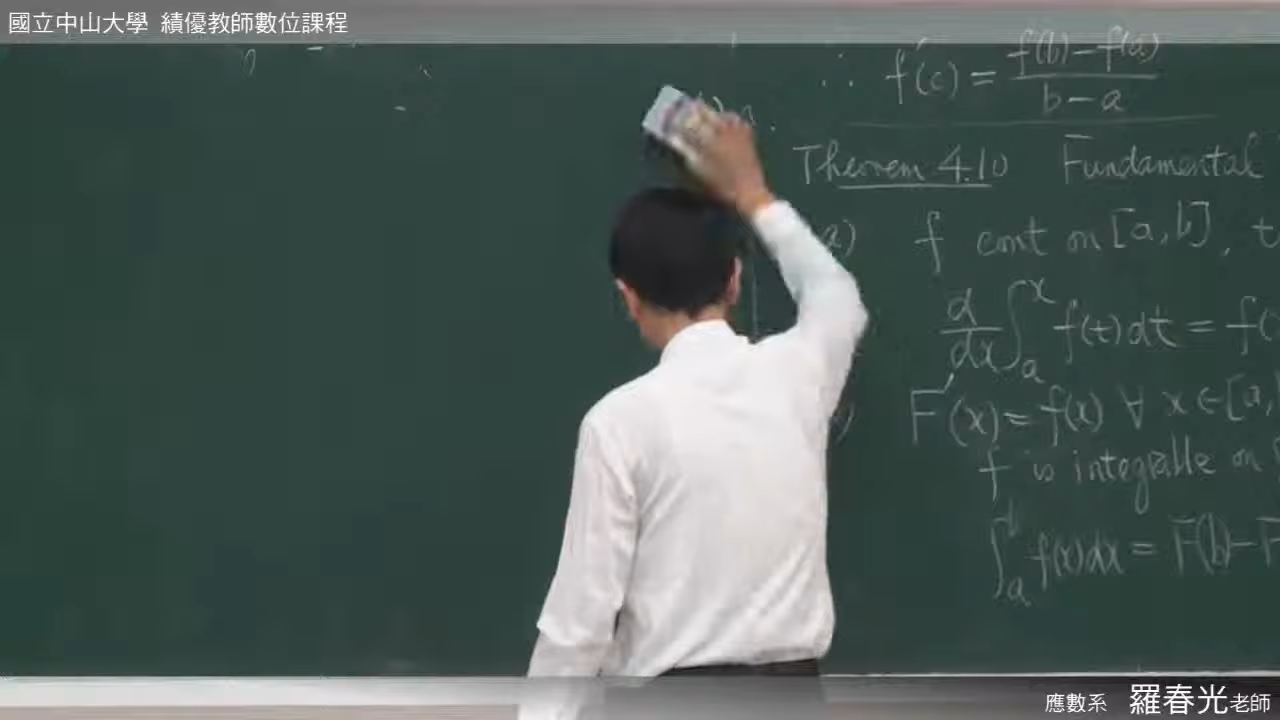 國立中山大學 績優教師數位課程
∴ f'(c) = f(b)-f(a) / b-a
Theorem 4.10 Fundamental
a) f cont on [a,b],
d/dx ∫_a^x f(t)dt = f(
F'(x) = f(x) ∀ x ∈ [a,
f is integrable on
∫_a^b f(x)dx = F(b)-F
應數系 羅春光老師